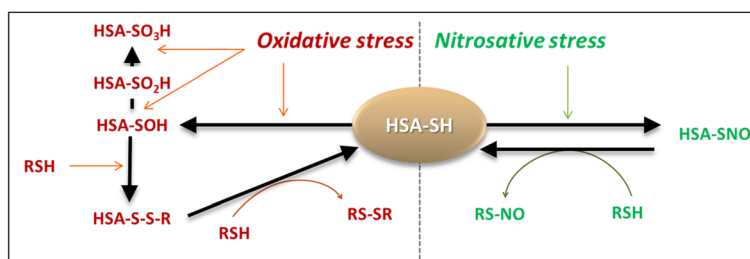 HSA-SO3H
Oxidative stress
Nitrosative stress
HSA-SO2H
HSA-SOH
HSA-SH
HSA-SNO
RSH
HSA-S-S-R
RSH
RS-SR
RS-NO
RSH